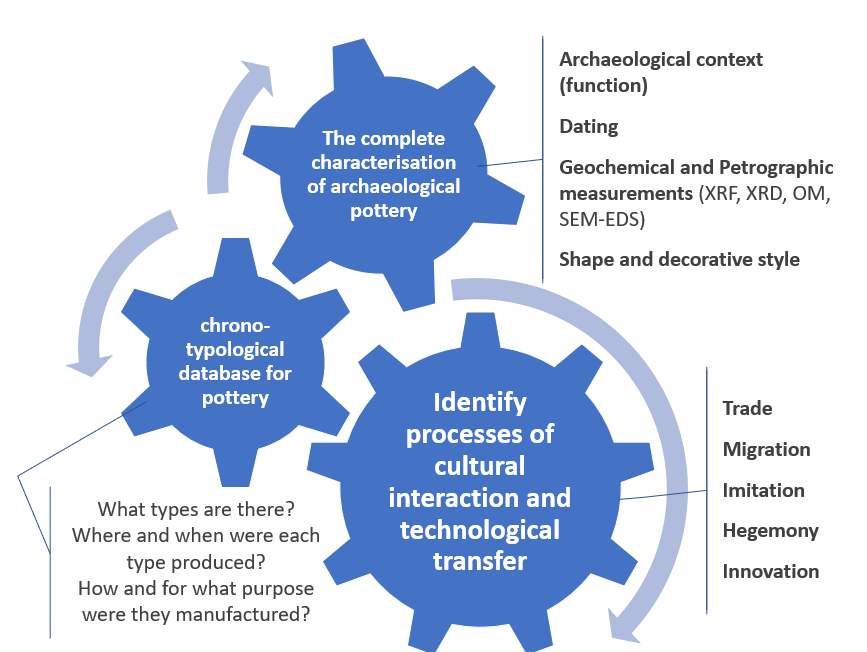 The complete
characterisation
of archaeological
pottery
Archaeological context
(function)
Dating
Geochemical and Petrographic
measurements (XRF, XRD, OM,
SEM-EDS)
Shape and decorative style
chrono-
typological
database for
pottery
What types are there?
Where and when were each
type produced?
How and for what purpose
were they manufactured?
Identify
processes of
cultural
interaction and
technological
transfer
Trade
Migration
Imitation
Hegemony
Innovation